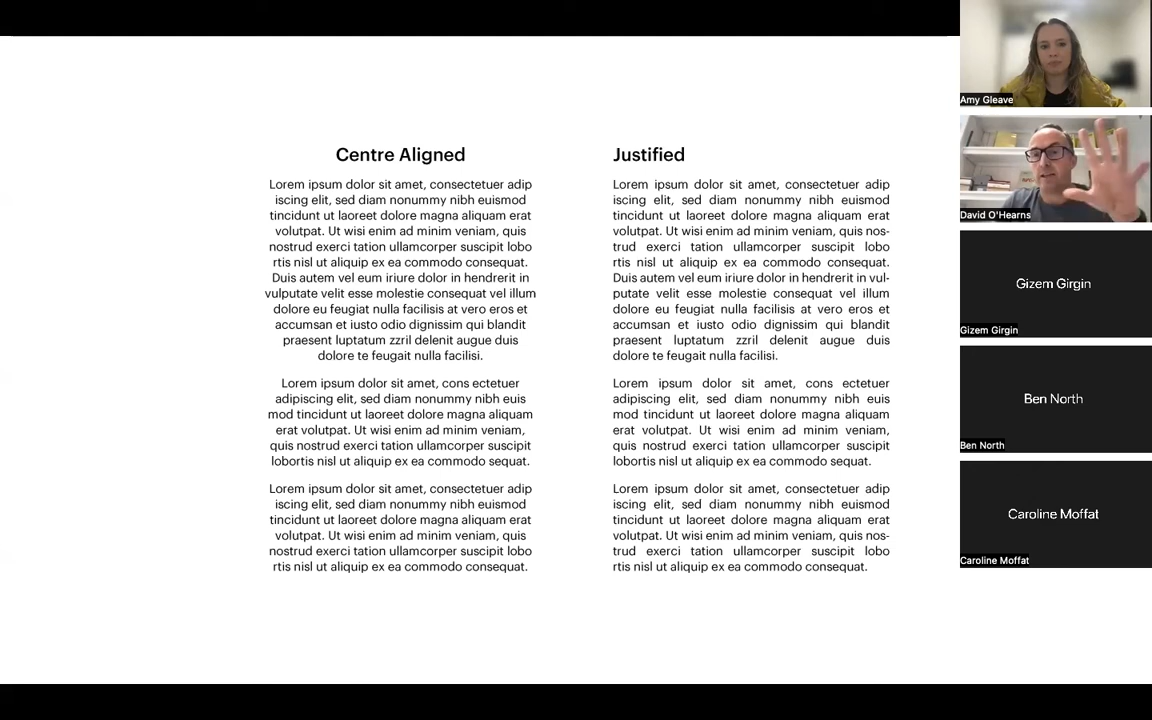 Centre Aligned
Lorem ipsum dolor sit amet, consectetuer adip
iscing elit, sed diam nonummy nibh euismod
tincidunt ut laoreet dolore magna aliquam erat
volutpat. Ut wisi enim ad minim veniam, quis
nostrud exerci tation ullamcorper suscipit lobo
rtis nisl ut aliquip ex ea commodo consequat.
Duis autem vel eum iriure dolor in hendrerit in
vulputate velit esse molestie consequat vel illum
dolore eu feugiat nulla facilisis at vero eros et
accumsan et iusto odio dignissim qui blandit
praesent luptatum zzril delenit augue duis
dolore te feugait nulla facilisi.
Lorem ipsum dolor sit amet, cons ectetuer
adipiscing elit, sed diam nonummy nibh euis
mod tincidunt ut laoreet dolore magna aliquam
erat volutpat. Ut wisi enim ad minim veniam,
quis nostrud exerci tation ullamcorper suscipit
lobortis nisl ut aliquip ex ea commodo sequat.
Lorem ipsum dolor sit amet, consectetuer adip
iscing elit, sed diam nonummy nibh euismod
tincidunt ut laoreet dolore magna aliquam erat
volutpat. Ut wisi enim ad minim veniam, quis
nostrud exerci tation ullamcorper suscipit lobo
rtis nisl ut aliquip ex ea commodo consequat.
Justified
Lorem ipsum dolor sit amet, consectetuer adip
iscing elit, sed diam nonummy nibh euismod
tincidunt ut laoreet dolore magna aliquam erat
volutpat. Ut wisi enim ad minim veniam, quis nos-
trud exerci tation ullamcorper suscipit lobo
rtis nisl ut aliquip ex ea commodo consequat.
Duis autem vel eum iriure dolor in hendrerit in vul-
putate velit esse molestie consequat vel illum
dolore eu feugiat nulla facilisis at vero eros et
accumsan et iusto odio dignissim qui blandit
praesent luptatum zzril delenit augue duis
dolore te feugait nulla facilisi.
Lorem ipsum dolor sit amet, cons ectetuer
adipiscing elit, sed diam nonummy nibh euis
mod tincidunt ut laoreet dolore magna aliquam
erat volutpat. Ut wisi enim ad minim veniam,
quis nostrud exerci tation ullamcorper suscipit
lobortis nisl ut aliquip ex ea commodo sequat.
Lorem ipsum dolor sit amet, consectetuer adip
iscing elit, sed diam nonummy nibh euismod
tincidunt ut laoreet dolore magna aliquam erat
volutpat. Ut wisi enim ad minim veniam, quis nos-
trud exerci tation ullamcorper suscipit lobo
rtis nisl ut aliquip ex ea commodo consequat.
Amy Gleave
David O'Hearns
Gizem Girgin
Gizem Girgin
Ben North
Ben North
Caroline Moffat
Caroline Moffat